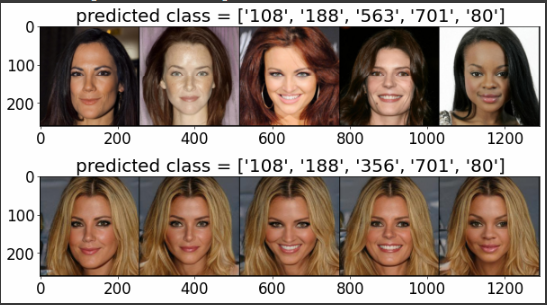 predicted class = ['108', '188', '563', '701', '80']
0
100
200
0 200 400 600 800 1000 1200
predicted class = ['108', '188', '356', '701', '80']
0
100
200
0 200 400 600 800 1000 1200